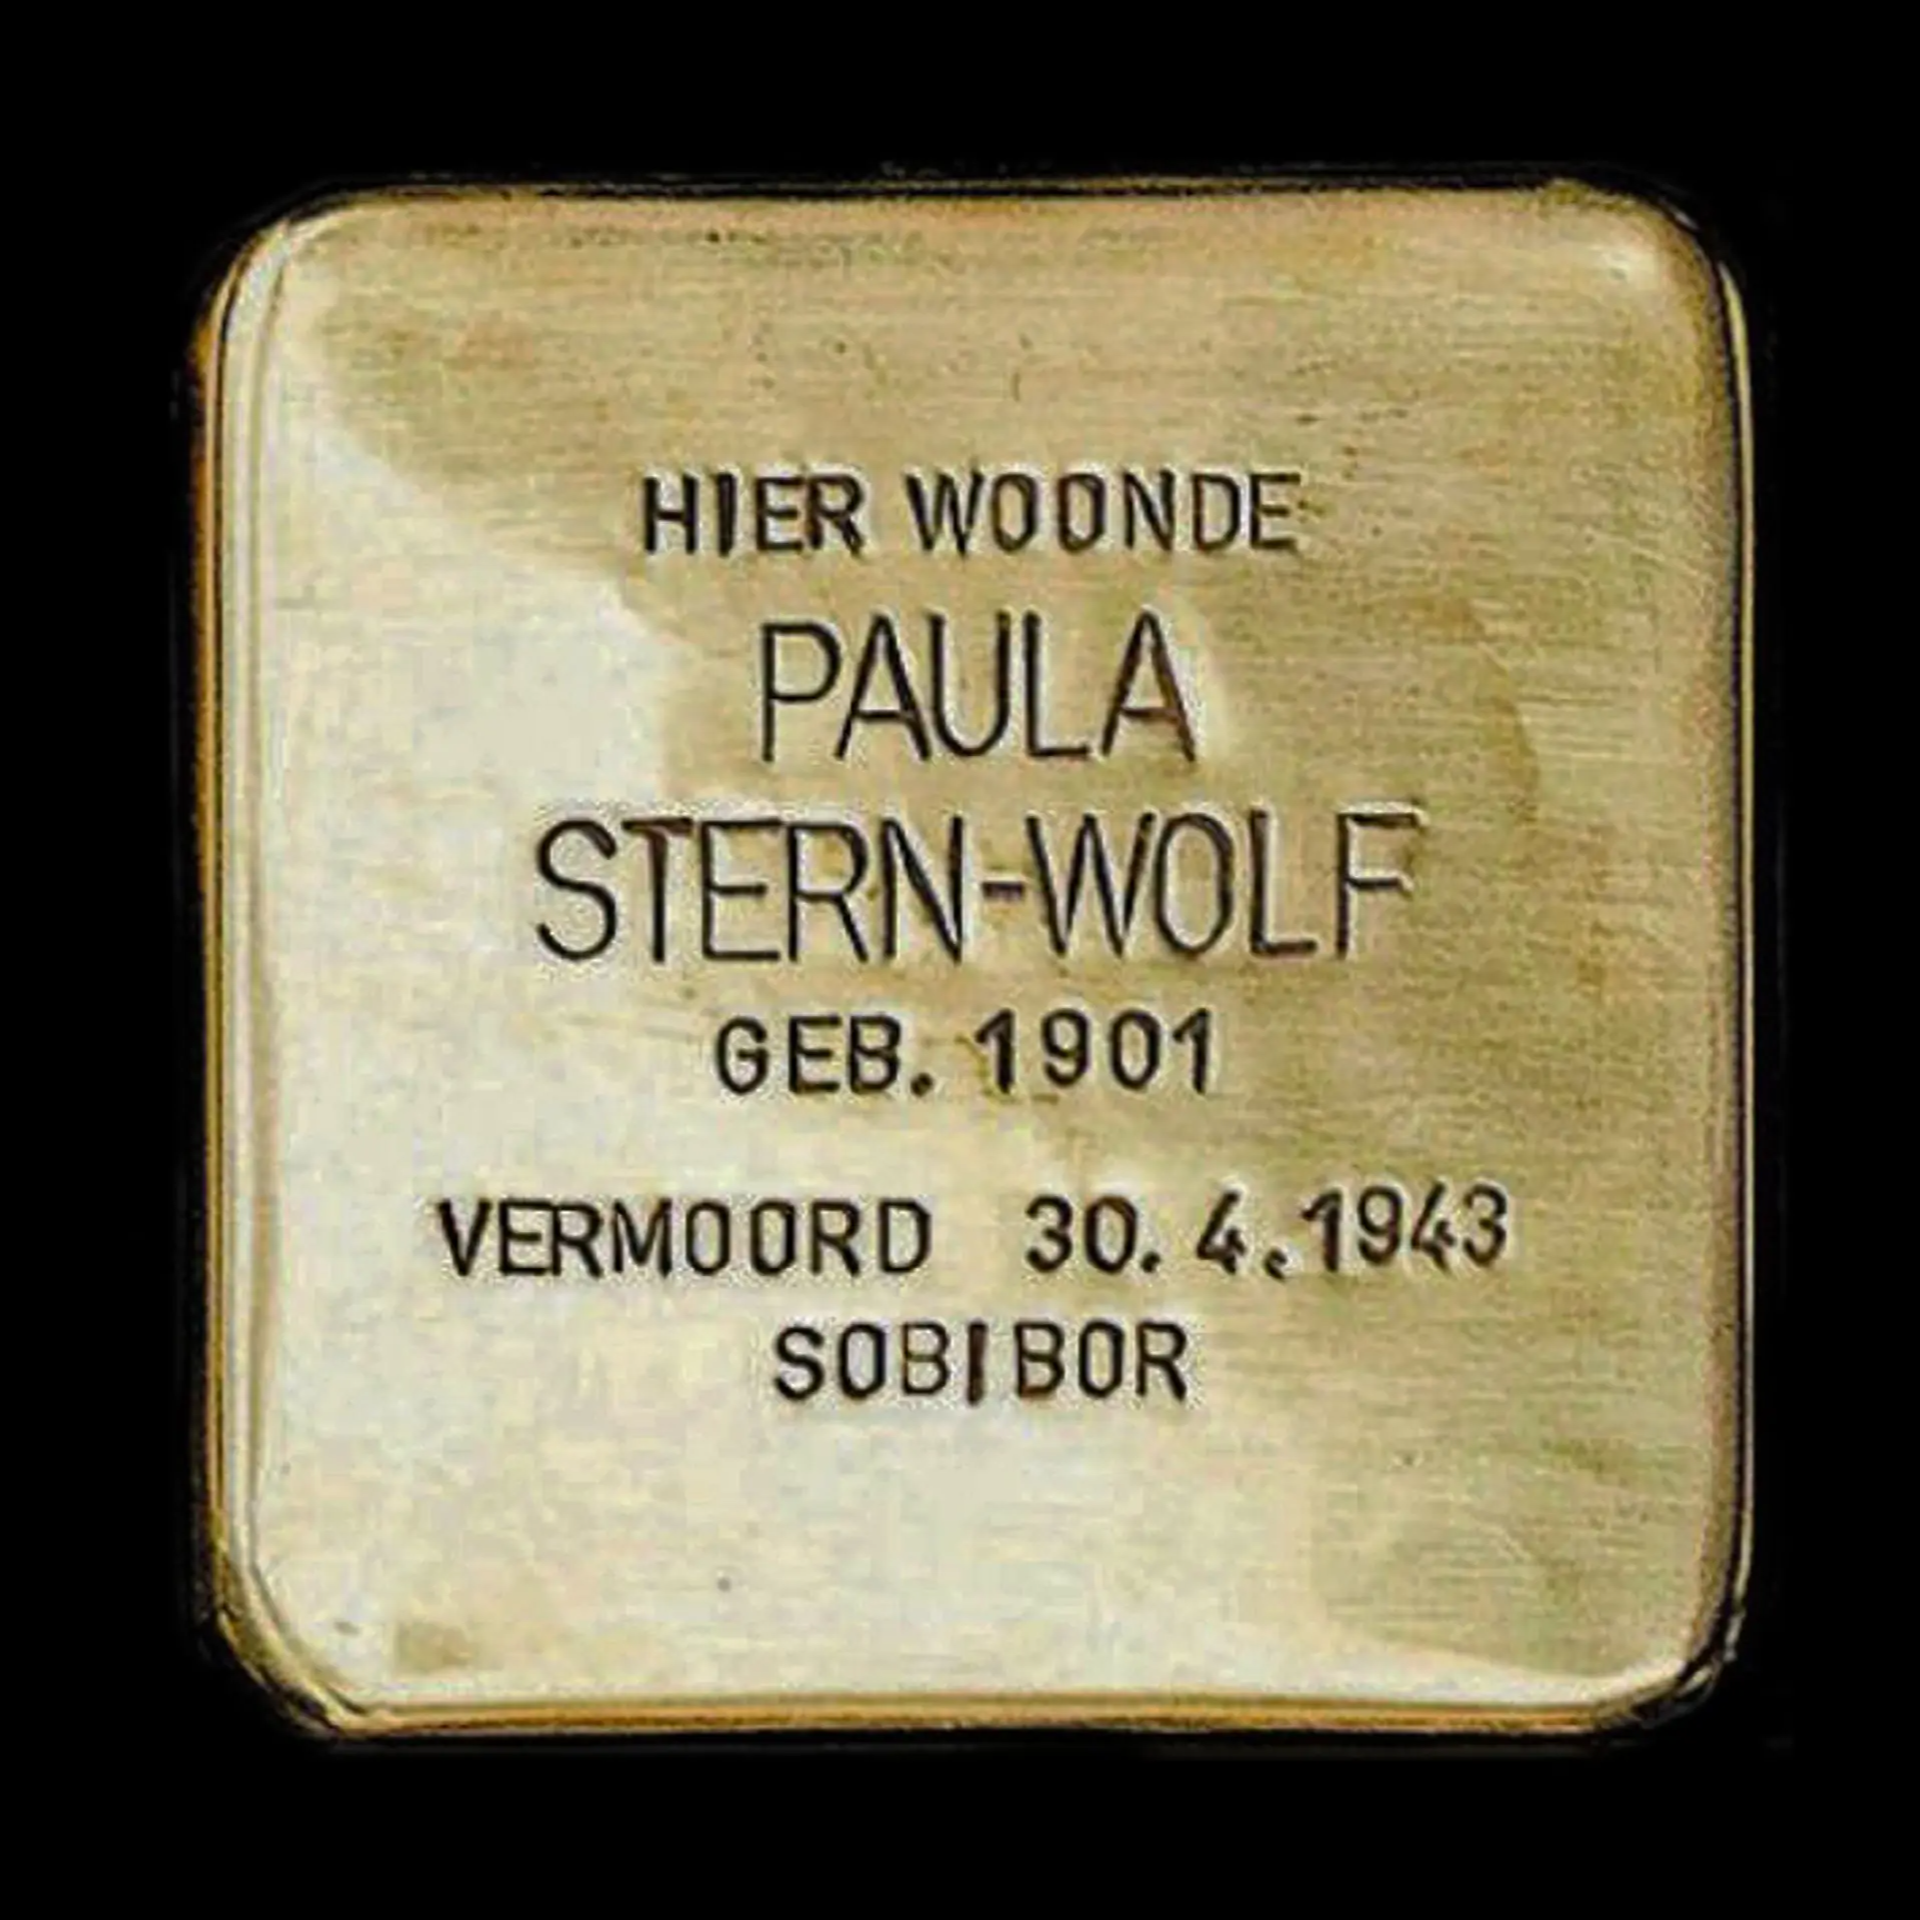 HIER WOONDE
PAULA
STERN-WOLF
GEB. 1901
VERMOORD 30.4.1943
SOBIBOR